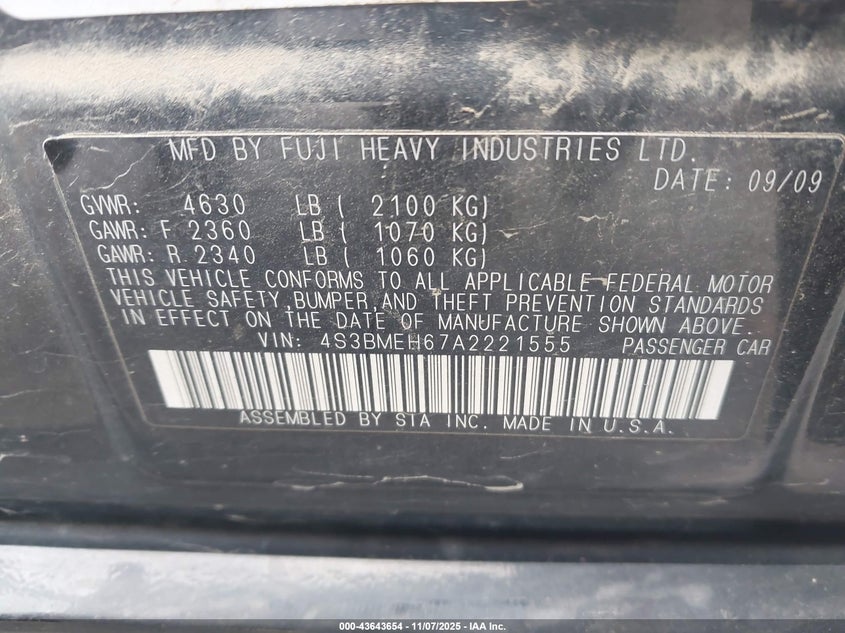 MFD BY FUJI HEAVY INDUSTRIES LTD.
DATE: 09/09
GVWR: 4630 LB ( 2100 KG)
GAWR: F 2360 LB ( 1070 KG)
GAWR: R 2340 LB ( 1060 KG)
THIS VEHICLE CONFORMS TO ALL APPLICABLE FEDERAL MOTOR
VEHICLE SAFETY,BUMPER,AND THEFT PREVENTION STANDARDS
IN EFFECT ON THE DATE OF MANUFACTURE SHOWN ABOVE.
VIN: 4S3BMEH67A2221555 PASSENGER CAR
ASSEMBLED BY SIA INC. MADE IN U.S.A.
000-43643654 - 11/07/2025 - IAA Inc.